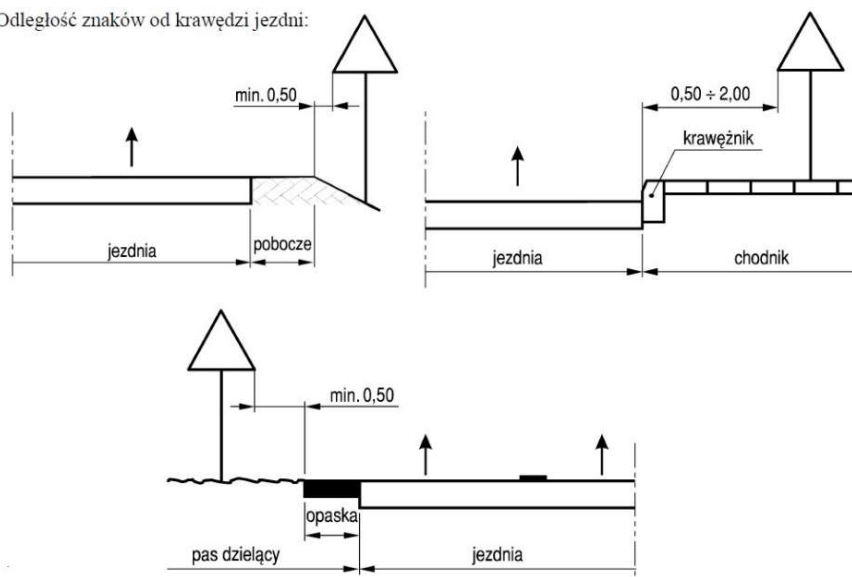 Odległość znaków od krawędzi jezdni:
min. 0,50
jezdnia
pobocze
0,50 ÷ 2,00
krawężnik
jezdnia
chodnik
min. 0,50
opaska
pas dzielący
jezdnia